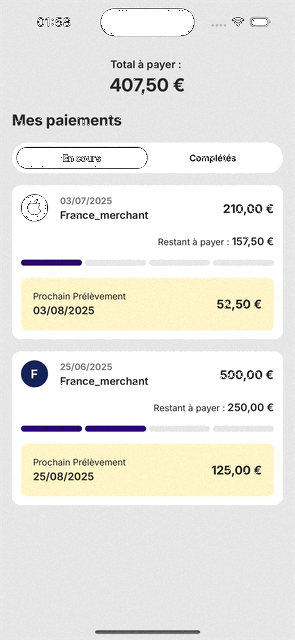 01:58
Total à payer :
407,50 €
Mes paiements
En cours
Complétés
03/07/2025
France_merchant
210,00 €
Restant à payer : 157,50 €
Prochain Prélèvement
03/08/2025
52,50 €
F
25/06/2025
France_merchant
500,00 €
Restant à payer : 250,00 €
Prochain Prélèvement
25/08/2025
125,00 €